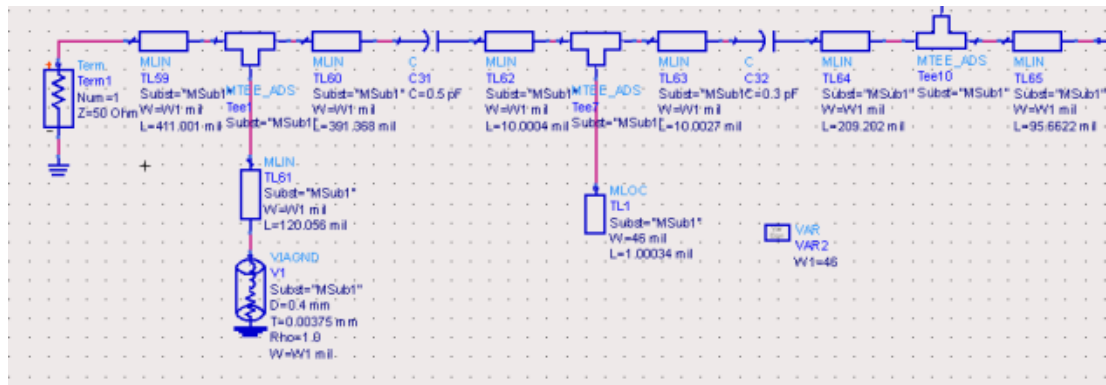 Term
Term1
Num=1
Z=50 Ohm
MLIN
TL59
Subst="MSub1"
W=W1 mil
L=411.001 mil
MTEE_ADS
Tee1
Subst="MSub1"
MLIN
TL60
Subst="MSub1"
W=W1 mil
L=391.368 mil
C
C31
C=0.5 pF
MLIN
TL62
Subst="MSub1"
W=W1 mil
L=10.0004 mil
MTEE_ADS
Subst="MSub1"
MLIN
TL63
Subst="MSub1"
W=W1 mil
L=10.0027 mil
C
C32
C=0.3 pF
MLIN
TL64
Subst="MSub1"
W=W1 mil
L=209.202 mil
MTEE_ADS
Tee10
Subst="MSub1"
MLIN
TL65
Subst="MSub1"
W=W1 mil
L=95.6622 mil
MLIN
TL61
Subst="MSub1"
W=W1 mil
L=120.056 mil
VIAGND
V1
Subst="MSub1"
D=0.4 mm
T=0.00375 mm
Rho=1.0
W=W1 mil
MLOC
TL1
Subst="MSub1"
W=46 mil
L=1.00034 mil
VAR
VAR2
W1=46